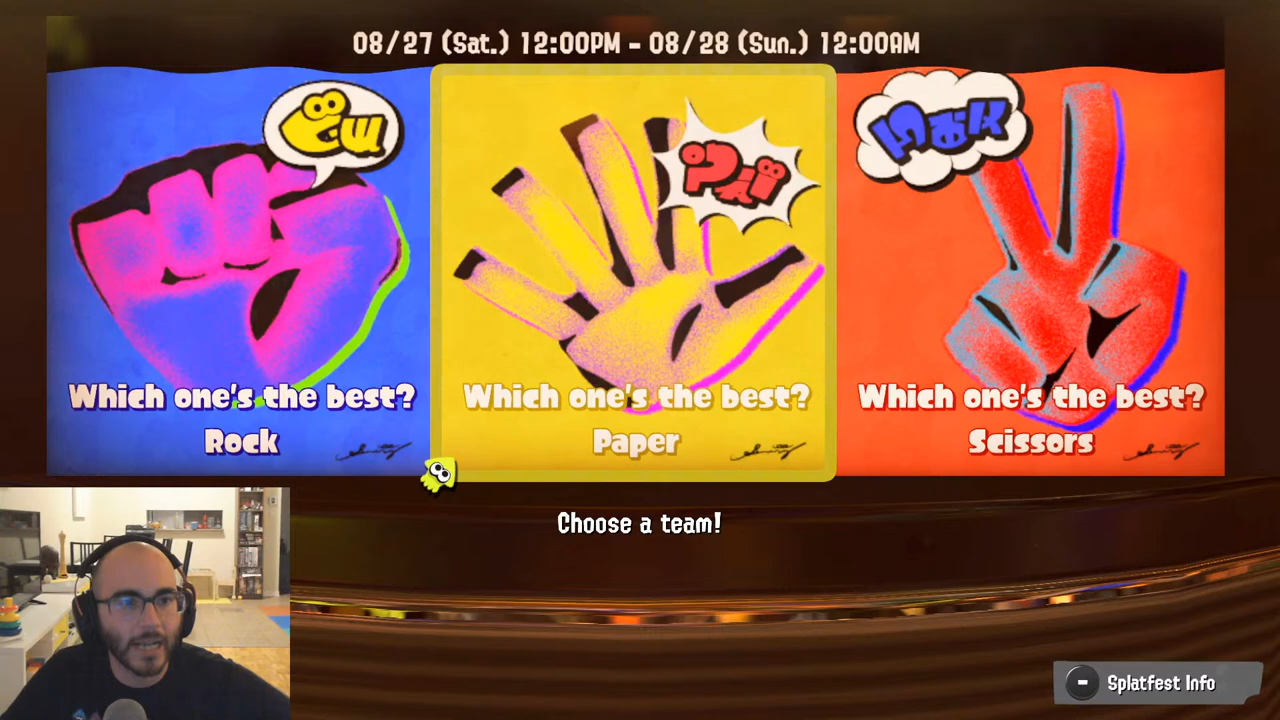 08/27 (Sat.) 12:00PM - 08/28 (Sun.) 12:00AM
Which one's the best?
Rock
Which one's the best?
Paper
Which one's the best?
Scissors
Choose a team!
- Splatfest Info